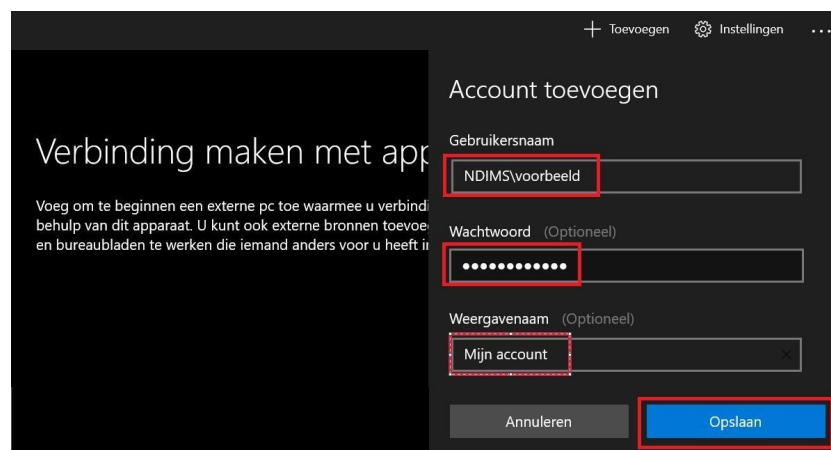 Toevoegen Instellingen ...
Account toevoegen
Gebruikersnaam
NDIMS\voorbeeld
Verbinding maken met app
Voeg om te beginnen een externe pc toe waarmee u verbindi
behulp van dit apparaat. U kunt ook externe bronnen toevoe
en bureaubladen te werken die iemand anders voor u heeft i
Wachtwoord (Optioneel)
●●●●●●●●●●●●
Weergavenaam (Optioneel)
Mijn account
Annuleren Opslaan